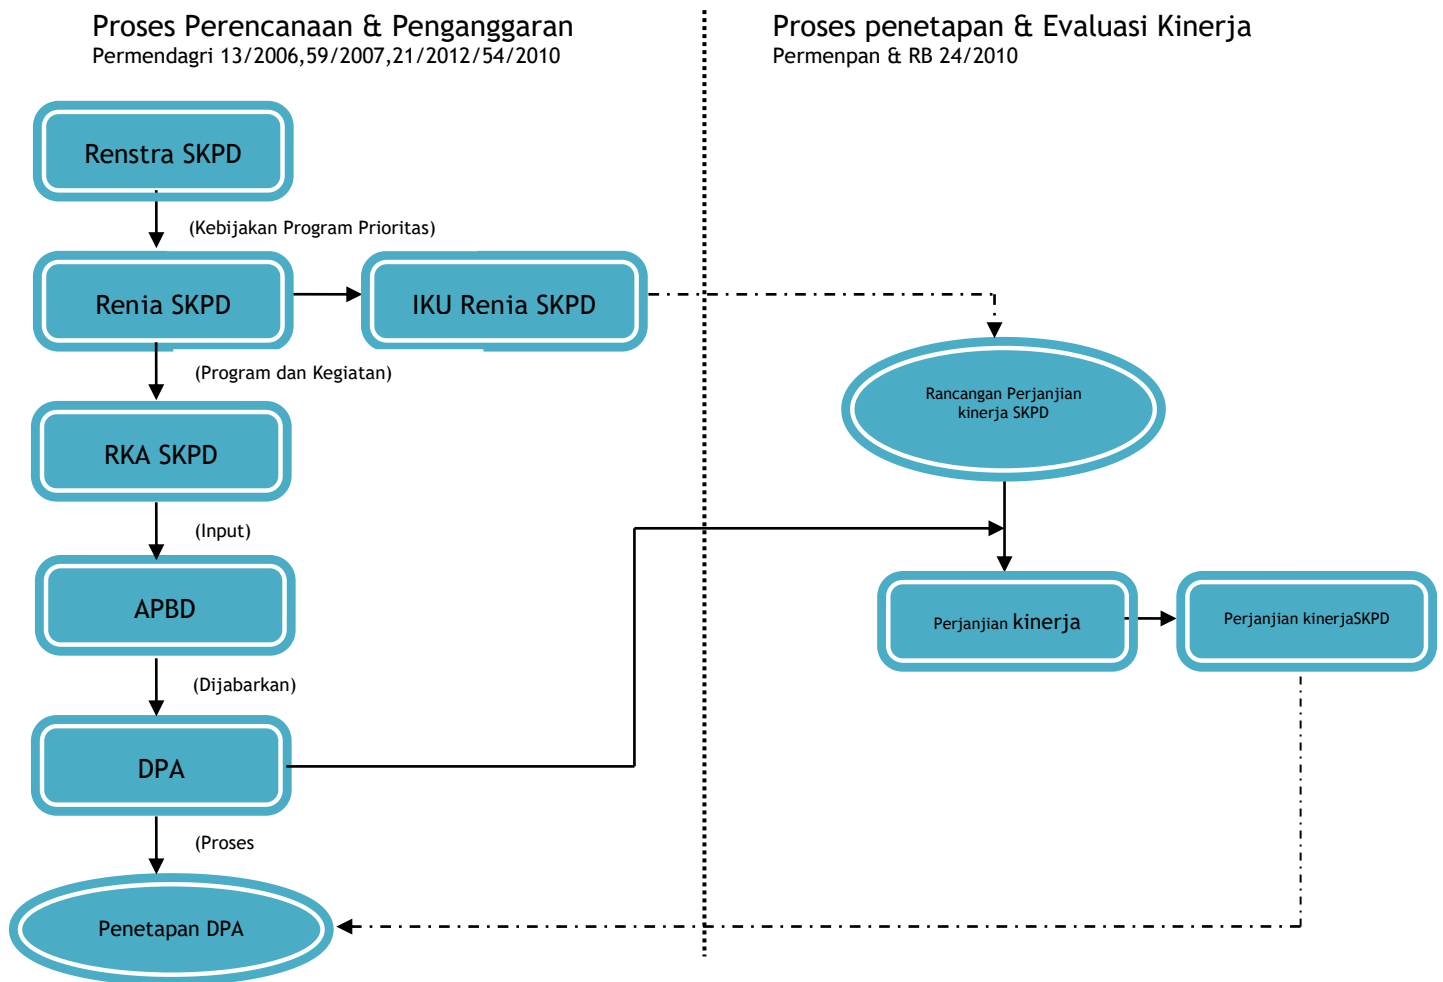 Proses Perencanaan & Penganggaran
Permendagri 13/2006,59/2007,21/2012/54/2010
Proses penetapan & Evaluasi Kinerja
Permenpan & RB 24/2010
Renstra SKPD
(Kebijakan Program Prioritas)
Renia SKPD
IKU Renia SKPD
(Program dan Kegiatan)
Rancangan Perjanjian
kinerja SKPD
RKA SKPD
(Input)
APBD
Perjanjian kinerja
Perjanjian kinerjaSKPD
(Dijabarkan)
DPA
(Proses
Penetapan DPA